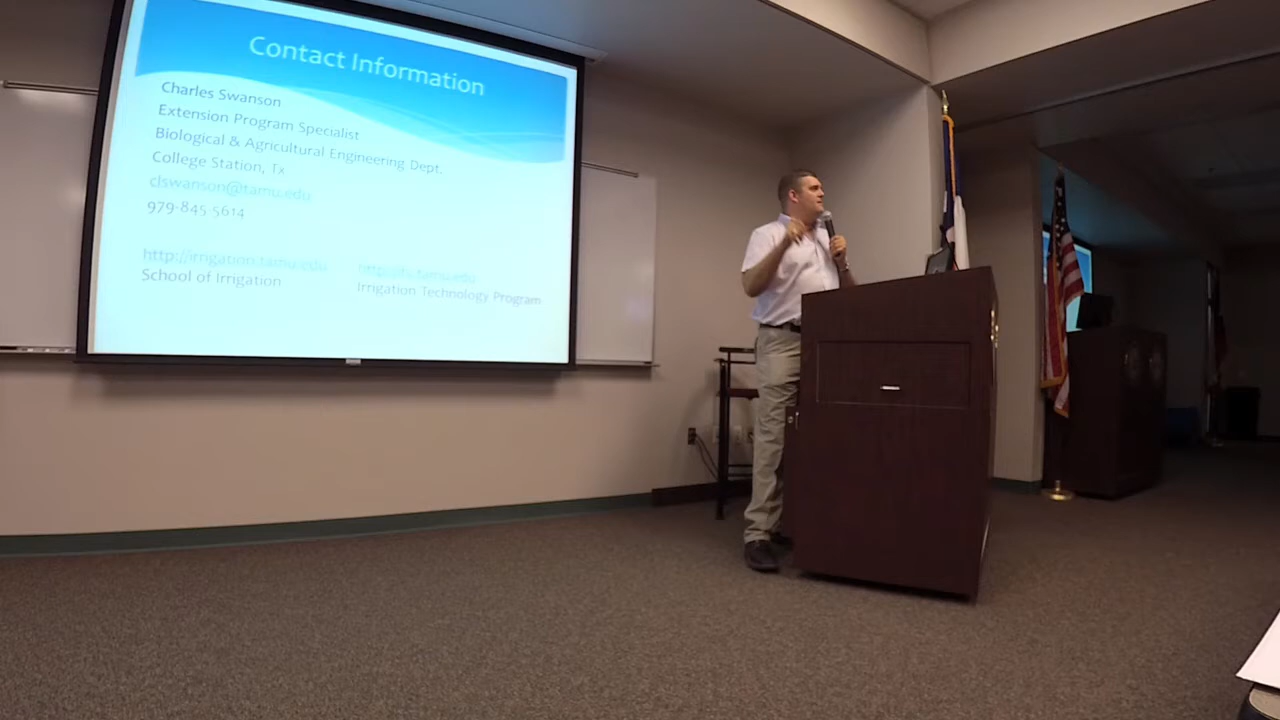 Contact Information
Charles Swanson
Extension Program Specialist
Biological & Agricultural Engineering Dept.
College Station, Tx
clswanson@tamu.edu
979-845 5614
http://irrigation.tamu.edu
School of Irrigation
Irrigation Technology Program